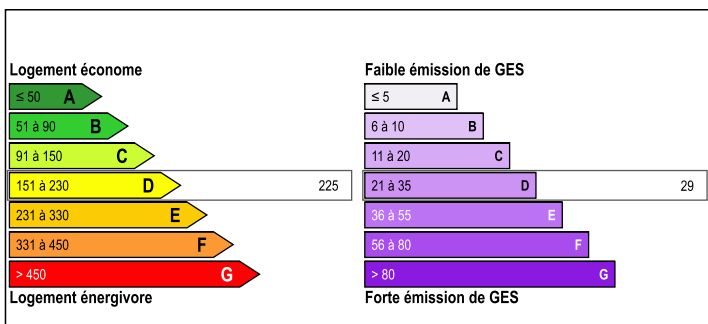 Logement économe
≤ 50 A
51 à 90 B
91 à 150 C
151 à 230 D 225
231 à 330 E
331 à 450 F
> 450 G
Logement énergivore
Faible émission de GES
≤ 5 A
6 à 10 B
11 à 20 C
21 à 35 D 29
36 à 55 E
56 à 80 F
> 80 G
Forte émission de GES